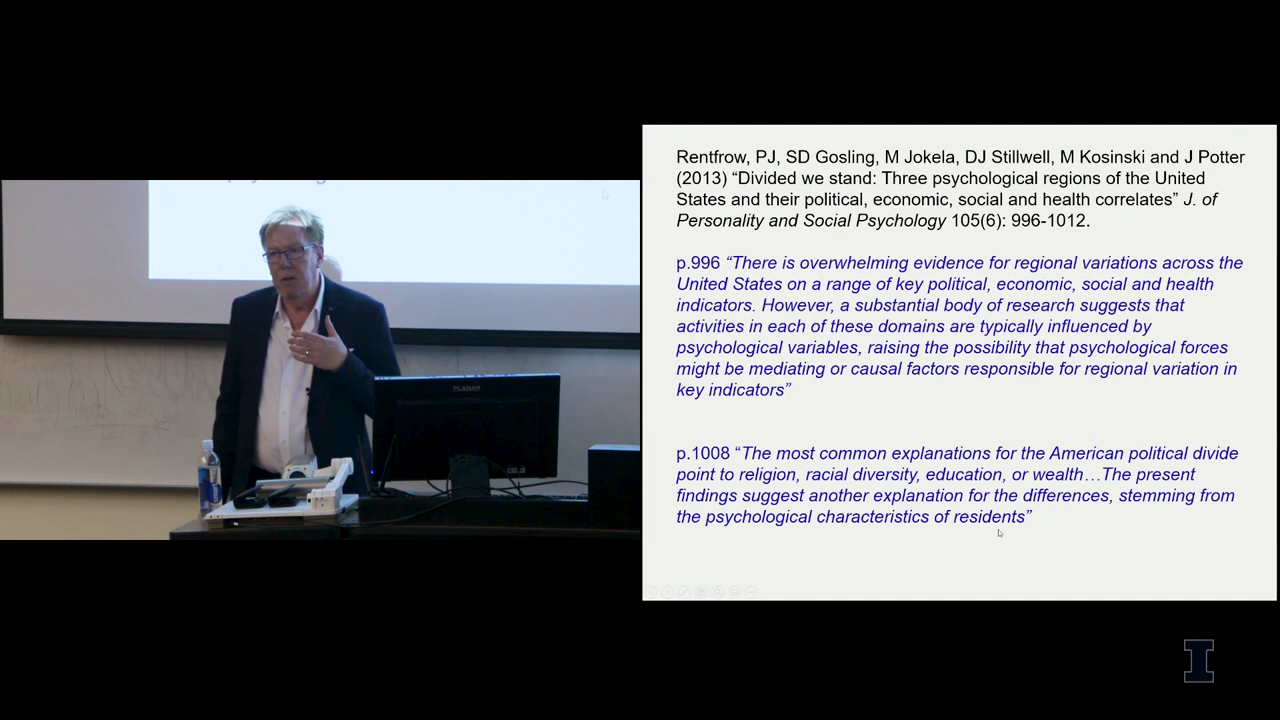 Rentfrow, PJ, SD Gosling, M Jokela, DJ Stillwell, M Kosinski and J Potter
(2013) “Divided we stand: Three psychological regions of the United
States and their political, economic, social and health correlates” J. of
Personality and Social Psychology 105(6): 996-1012.
p.996 “There is overwhelming evidence for regional variations across the
United States on a range of key political, economic, social and health
indicators. However, a substantial body of research suggests that
activities in each of these domains are typically influenced by
psychological variables, raising the possibility that psychological forces
might be mediating or causal factors responsible for regional variation in
key indicators”
p.1008 “The most common explanations for the American political divide
point to religion, racial diversity, education, or wealth…The present
findings suggest another explanation for the differences, stemming from
the psychological characteristics of residents”
PLANAR
I